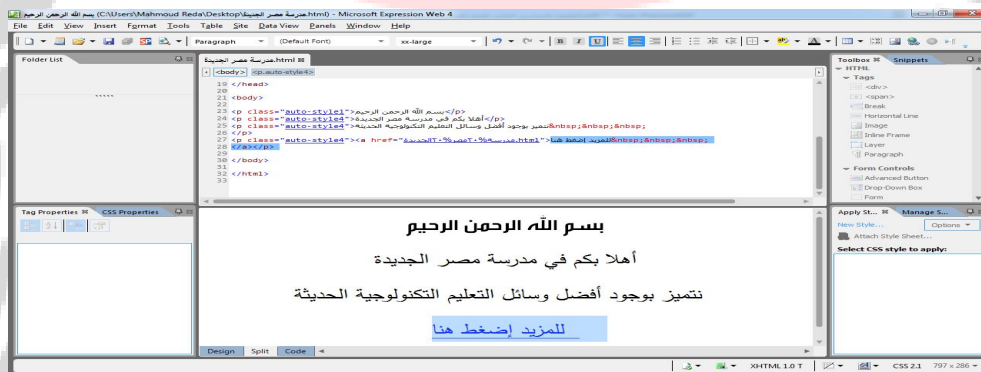 بسم الله الرحمن الرحيم (C:\Users\Mahmoud Reda\Desktop\مدرسة مصر الجديدة.html) - Microsoft Expression Web 4
File Edit View Insert Format Tools Table Site Data View Panels Window Help
Paragraph (Default Font) xx-large
Folder List
مدرسة مصر الجديدة.html
<body> <p.auto-style4>
19 </head>
20
21 <body>
22
23 <p class="auto-style1">بسم الله الرحمن الرحيم</p>
24 <p class="auto-style4">أهلا بكم في مدرسة مصر الجديدة</p>
25 <p class="auto-style4">نتميز بوجود أفضل وسائل التعليم التكنولوجية الحديثة&nbsp;&nbsp;&nbsp;
26 </p>
27 <p class="auto-style4"><a href="مدرسة%20مصر%20الجديدة.html">للمزيد إضغط هنا&nbsp;&nbsp;&nbsp;
28 </a></p>
29
30 </body>
31
32 </html>
33
Toolbox Snippets
HTML
Tags
<div>
<span>
Break
Horizontal Line
Image
Inline Frame
Layer
Paragraph
Form Controls
Advanced Button
Drop-Down Box
Form
Tag Properties CSS Properties
بسم الله الرحمن الرحيم
أهلا بكم في مدرسة مصر الجديدة
نتميز بوجود أفضل وسائل التعليم التكنولوجية الحديثة
للمزيد إضغط هنا
Design Split Code
Apply St... Manage S...
New Style... Options
Attach Style Sheet...
Select CSS style to apply:
XHTML 1.0 T CSS 2.1 797 x 286